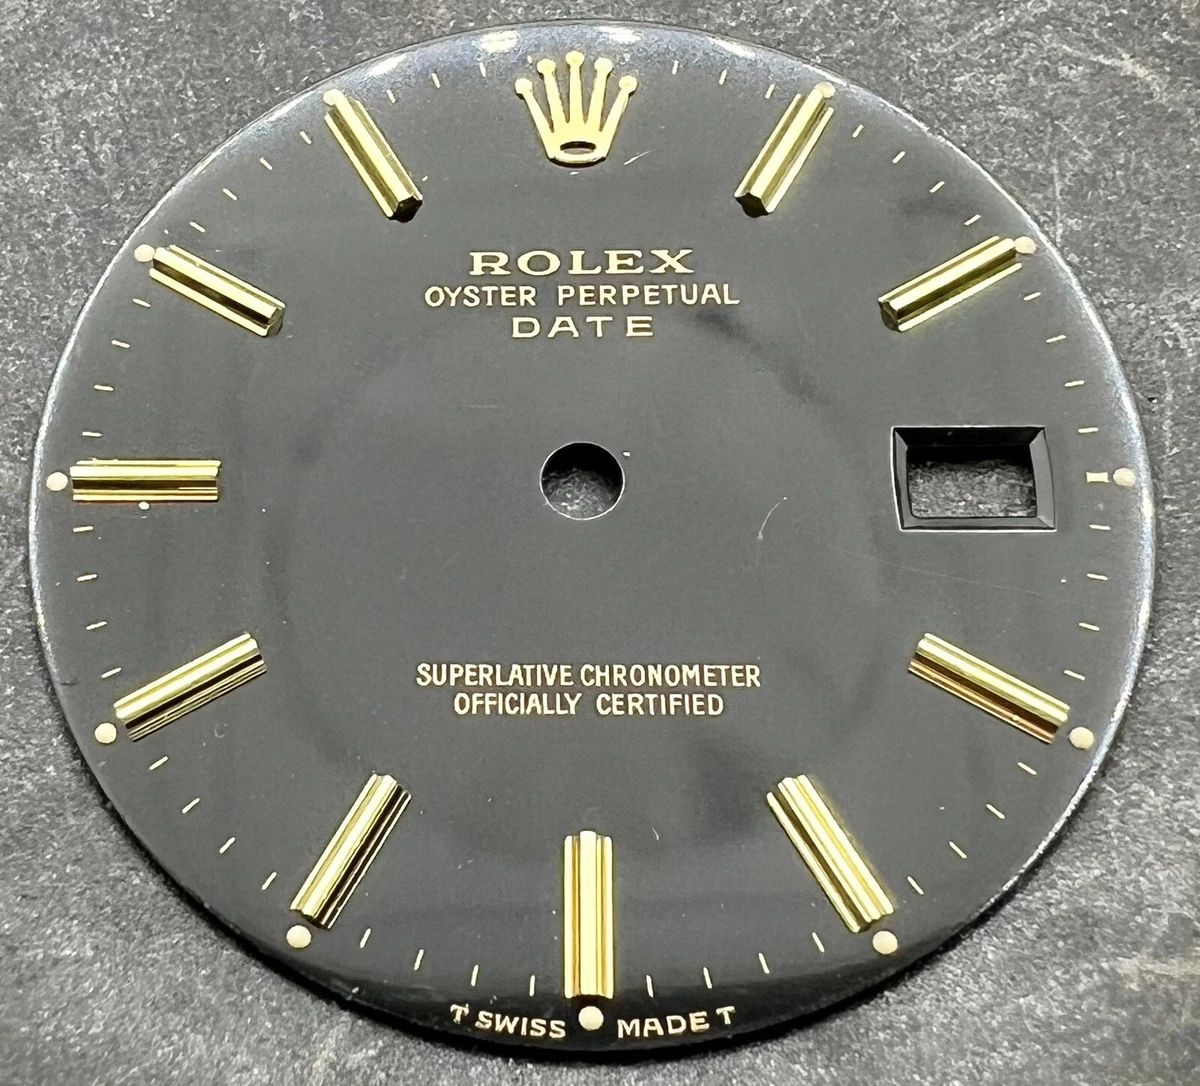 ROLEX
OYSTER PERPETUAL
DATE
SUPERLATIVE CHRONOMETER
OFFICIALLY CERTIFIED
T SWISS MADE T